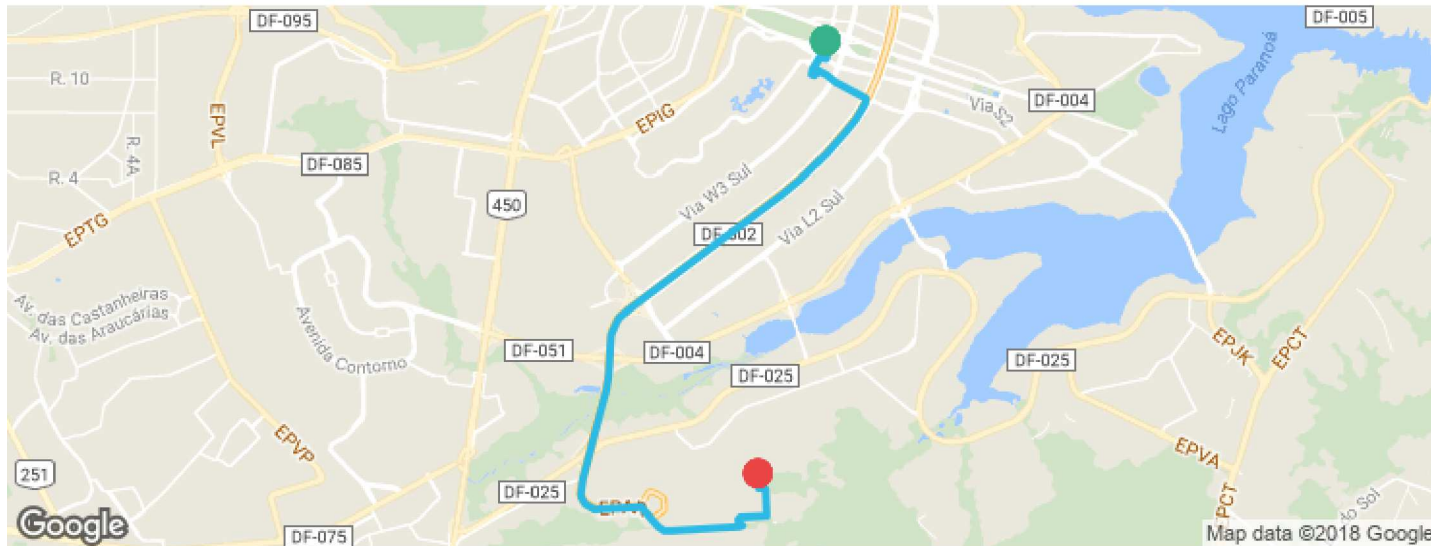 DF-095
DF-005
R. 10
EPVL
EPIG
R. 4A
DF-004
Via S2
Lago Paranoá
DF-085
R. 4
Via W3 Sul
450
EPTG
DF-002
Via L2 Sul
Av. das Castanheiras
Av. das Araucárias
Avenida Contorno
DF-051
DF-004
DF-025
DF-025
EPJK
EPCT
EPVP
EPVA
251
DF-025
EPCT
do Sol
Google
DF-075
Map data ©2018 Google